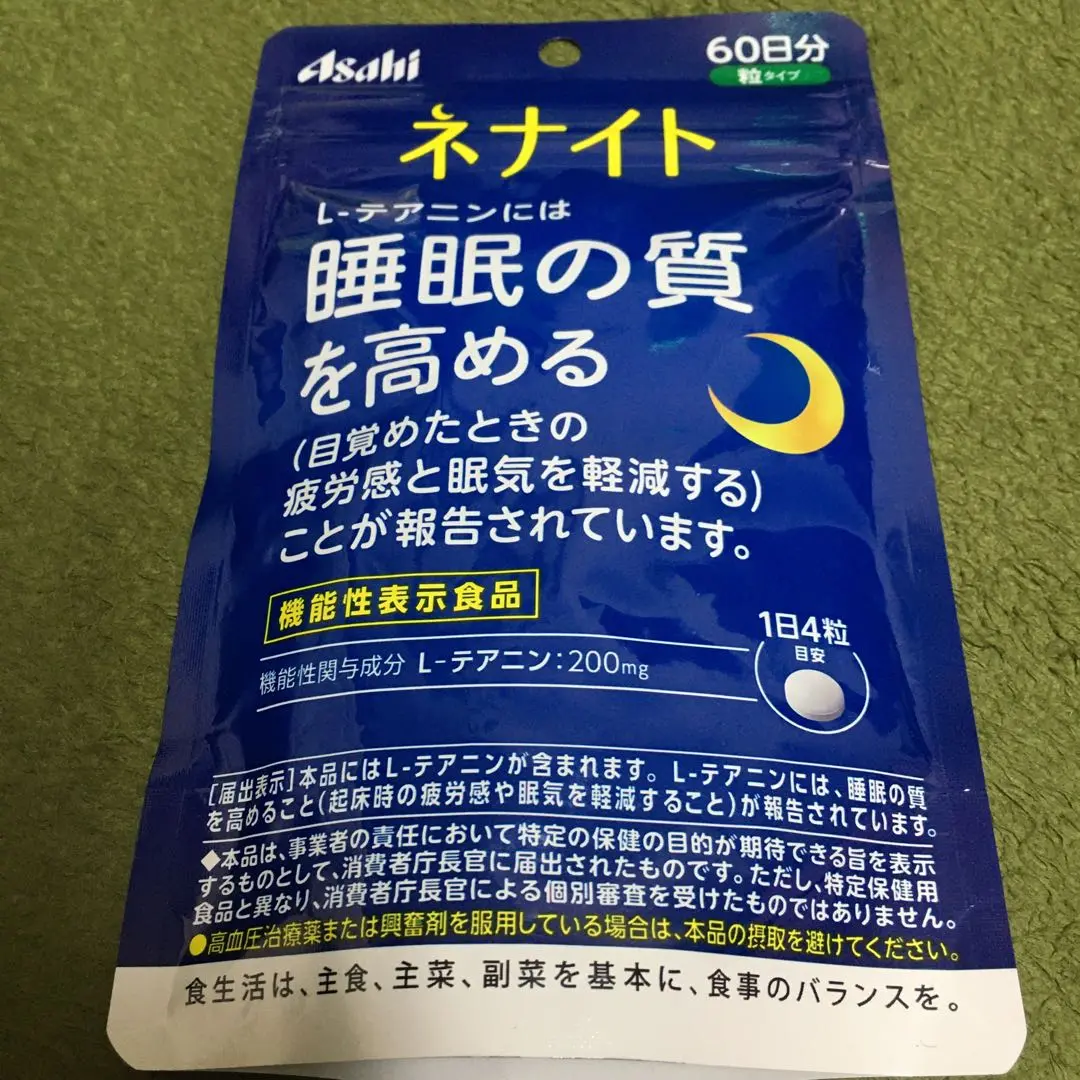 Asahi
60日分
粒タイプ
ネナイト
L-テアニンには
睡眠の質
を高める
(目覚めたときの
疲労感と眠気を軽減する)
ことが報告されています。
機能性表示食品
機能性関与成分 L-テアニン:200mg
1日4粒
目安
[届出表示]本品にはL-テアニンが含まれます。L-テアニンには、睡眠の質
を高めること(起床時の疲労感や眠気を軽減すること)が報告されています。
◆本品は、事業者の責任において特定の保健の目的が期待できる旨を表示
するものとして、消費者庁長官に届出されたものです。ただし、特定保健用
食品と異なり、消費者庁長官による個別審査を受けたものではありません。
●高血圧治療薬または興奮剤を服用している場合は、本品の摂取を避けてください。
食生活は、主食、主菜、副菜を基本に、食事のバランスを。